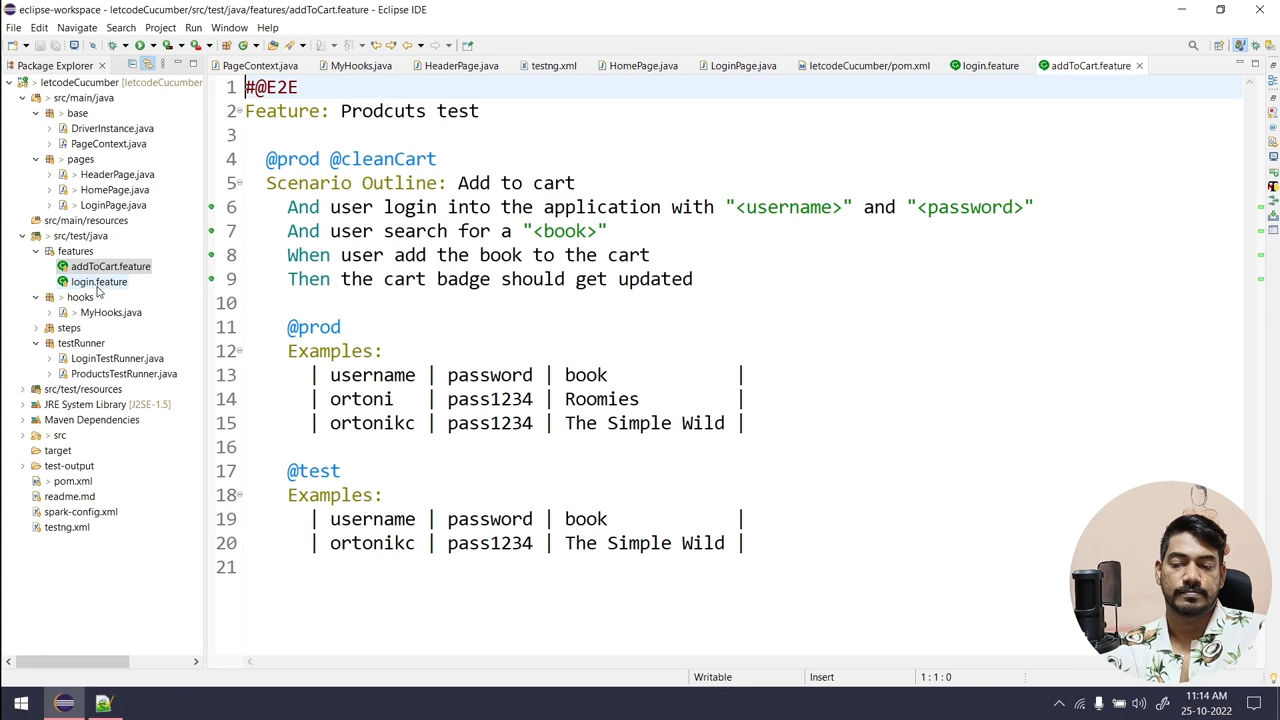 eclipse-workspace - letcodeCucumber/src/test/java/features/addToCart.feature - Eclipse IDE
File Edit Navigate Search Project Run Window Help
Package Explorer
PageContext.java MyHooks.java HeaderPage.java testng.xml HomePage.java LoginPage.java letcodeCucumber/pom.xml login.feature addToCart.feature
> letcodeCucumber [letcodeCucumber
> src/main/java
> base
> DriverInstance.java
> PageContext.java
> pages
> HeaderPage.java
> HomePage.java
> LoginPage.java
src/main/resources
> src/test/java
features
addToCart.feature
login.feature
> hooks
> MyHooks.java
steps
testRunner
LoginTestRunner.java
ProductsTestRunner.java
src/test/resources
JRE System Library [J2SE-1.5]
Maven Dependencies
> src
target
test-output
> pom.xml
readme.md
spark-config.xml
testng.xml
1 #@E2E
2 Feature: Prodcuts test
3
4 @prod @cleanCart
5 Scenario Outline: Add to cart
6 And user login into the application with "<username>" and "<password>"
7 And user search for a "<book>"
8 When user add the book to the cart
9 Then the cart badge should get updated
10
11 @prod
12 Examples:
13 | username | password | book |
14 | ortoni | pass1234 | Roomies |
15 | ortonikc | pass1234 | The Simple Wild |
16
17 @test
18 Examples:
19 | username | password | book |
20 | ortonikc | pass1234 | The Simple Wild |
21
Writable Insert 1 : 1 : 0
11:14 AM
25-10-2022